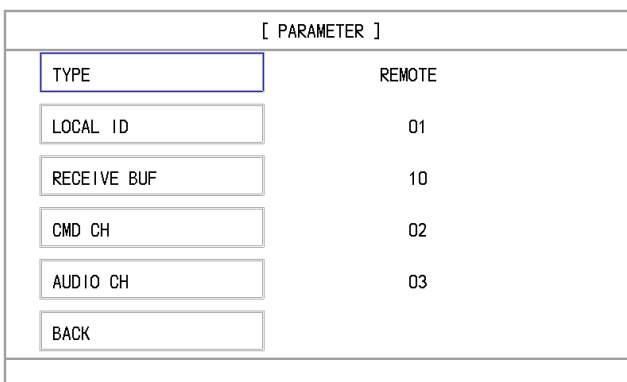 [ PARAMETER ]
TYPE REMOTE
LOCAL ID 01
RECEIVE BUF 10
CMD CH 02
AUDIO CH 03
BACK